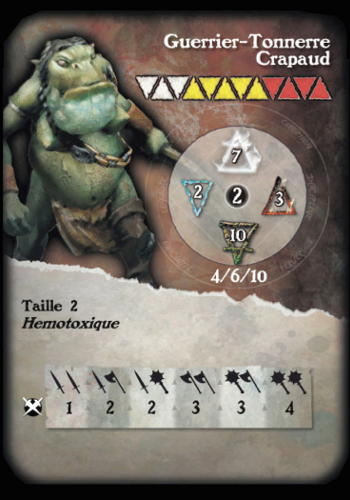 Guerrier-Tonnerre
Crapaud
7
2 2 3
10
4/6/10
Taille 2
Hemotoxique
1 2 2 3 3 4